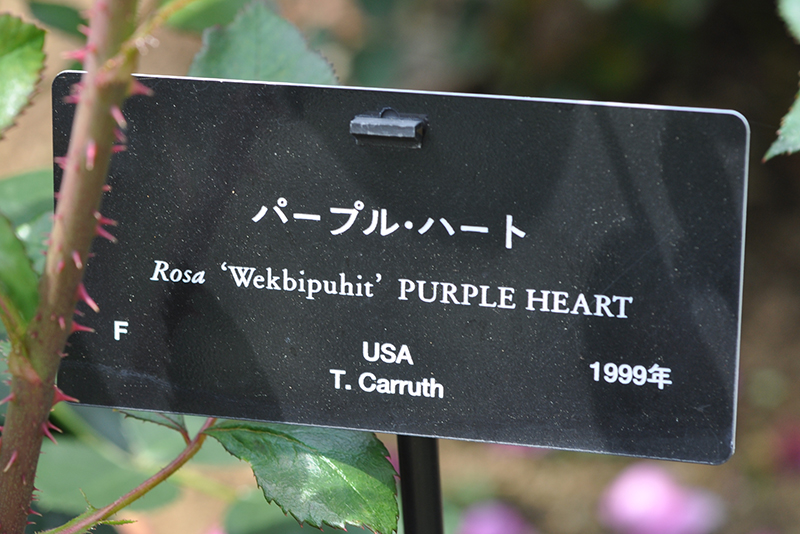 パープル・ハート
Rosa ‘Wekbipuhit’ PURPLE HEART
F
USA
T. Carruth
1999年